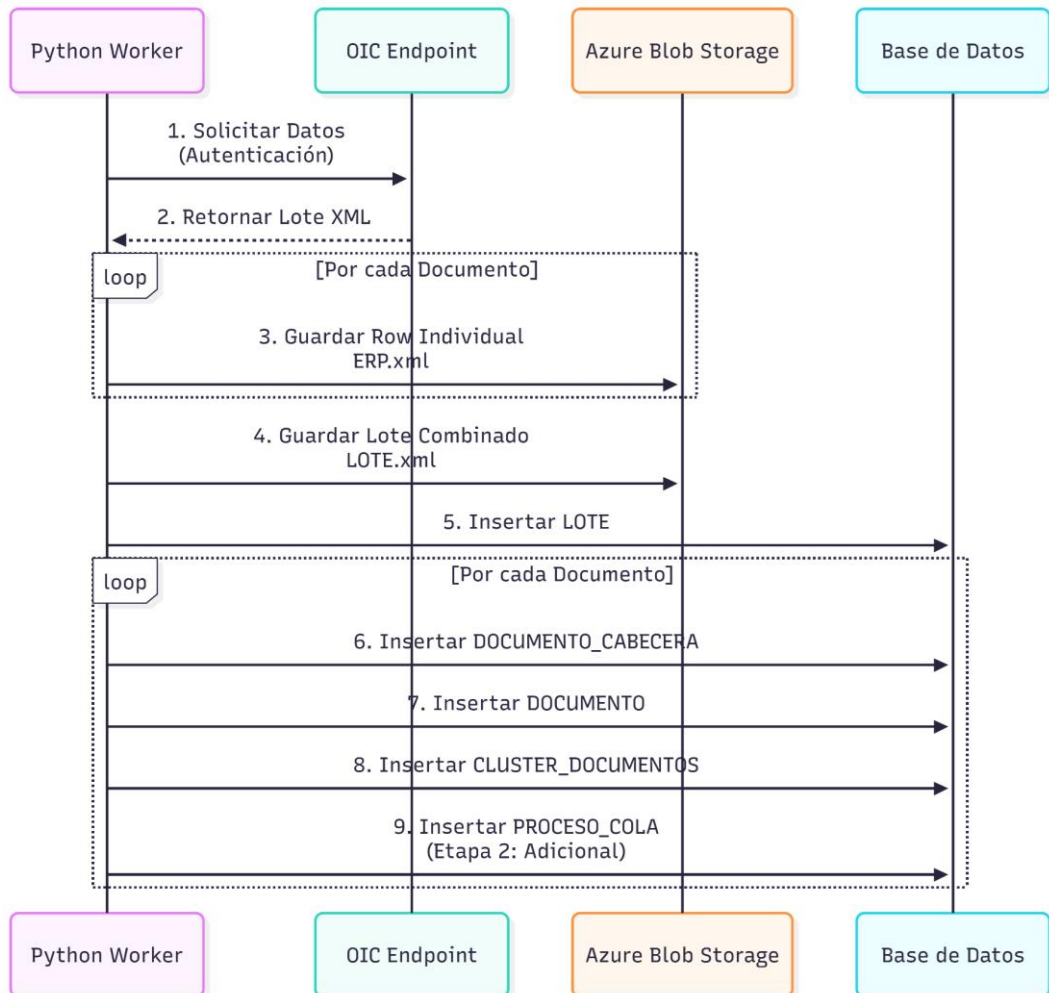 Python Worker
OIC Endpoint
Azure Blob Storage
Base de Datos
1. Solicitar Datos
(Autenticación)
2. Retornar Lote XML
loop
[Por cada Documento]
3. Guardar Row Individual
ERP.xml
4. Guardar Lote Combinado
LOTE.xml
5. Insertar LOTE
loop
[Por cada Documento]
6. Insertar DOCUMENTO_CABECERA
7. Insertar DOCUMENTO
8. Insertar CLUSTER_DOCUMENTOS
9. Insertar PROCESO_COLA
(Etapa 2: Adicional)
Python Worker
OIC Endpoint
Azure Blob Storage
Base de Datos